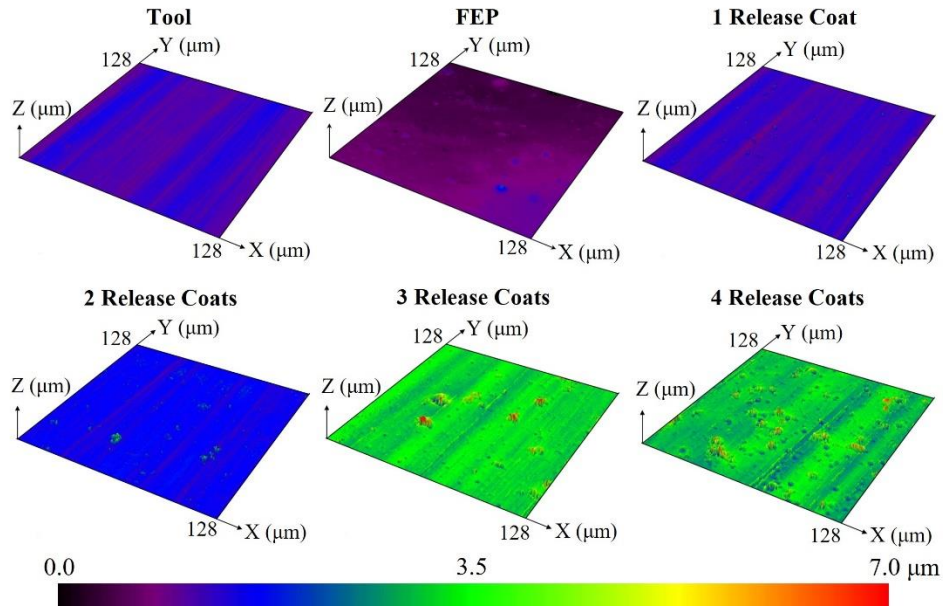 Tool
FEP
1 Release Coat
128
Y (μm)
Z (μm)
128
X (μm)
128
Y (μm)
Z (μm)
128
X (μm)
128
Y (μm)
Z (μm)
128
X (μm)
2 Release Coats
3 Release Coats
4 Release Coats
128
Y (μm)
Z (μm)
128
X (μm)
128
Y (μm)
Z (μm)
128
X (μm)
128
Y (μm)
Z (μm)
128
X (μm)
0.0
3.5
7.0 μm